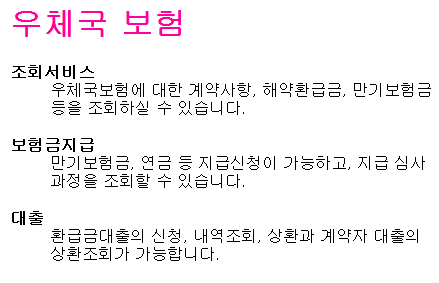 우체국 보험
조회서비스
우체국보험에 대한 계약사항, 해약환급금, 만기보험금
등을 조회하실 수 있습니다.
보험금지급
만기보험금, 연금 등 지급신청이 가능하고, 지급 심사
과정을 조회할 수 있습니다.
대출
환급금대출의 신청, 내역조회, 상환과 계약자 대출의
상환조회가 가능합니다.